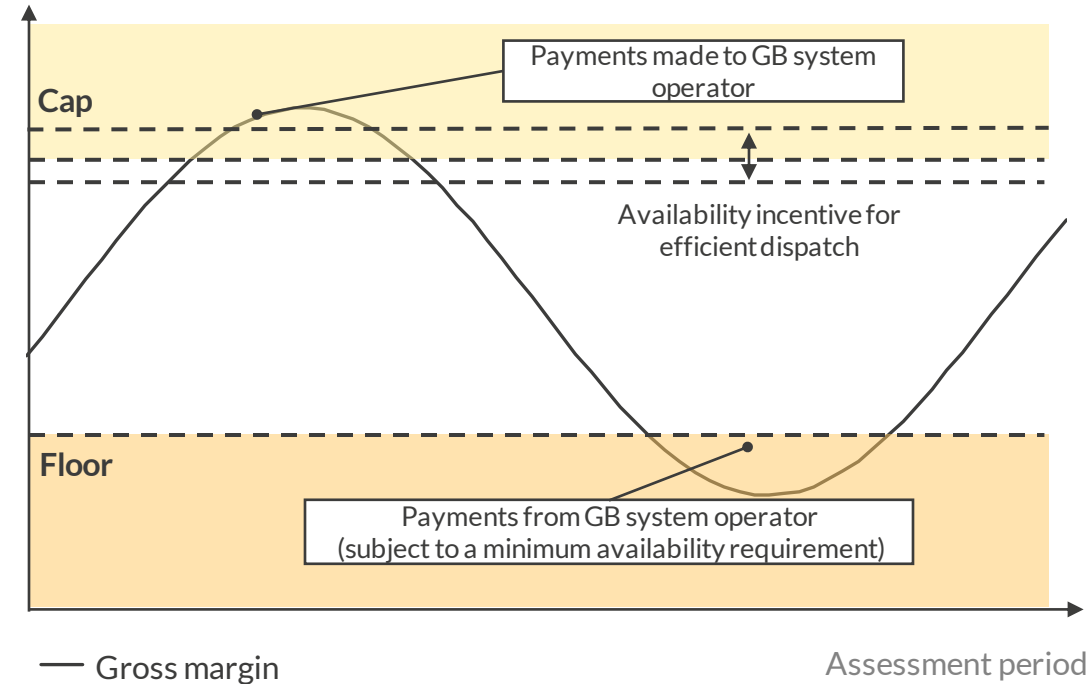 Payments made to GB system
operator
Cap
Availability incentive for
efficient dispatch
Floor
Payments from GB system operator
(subject to a minimum availability requirement)
Gross margin
Assessment period